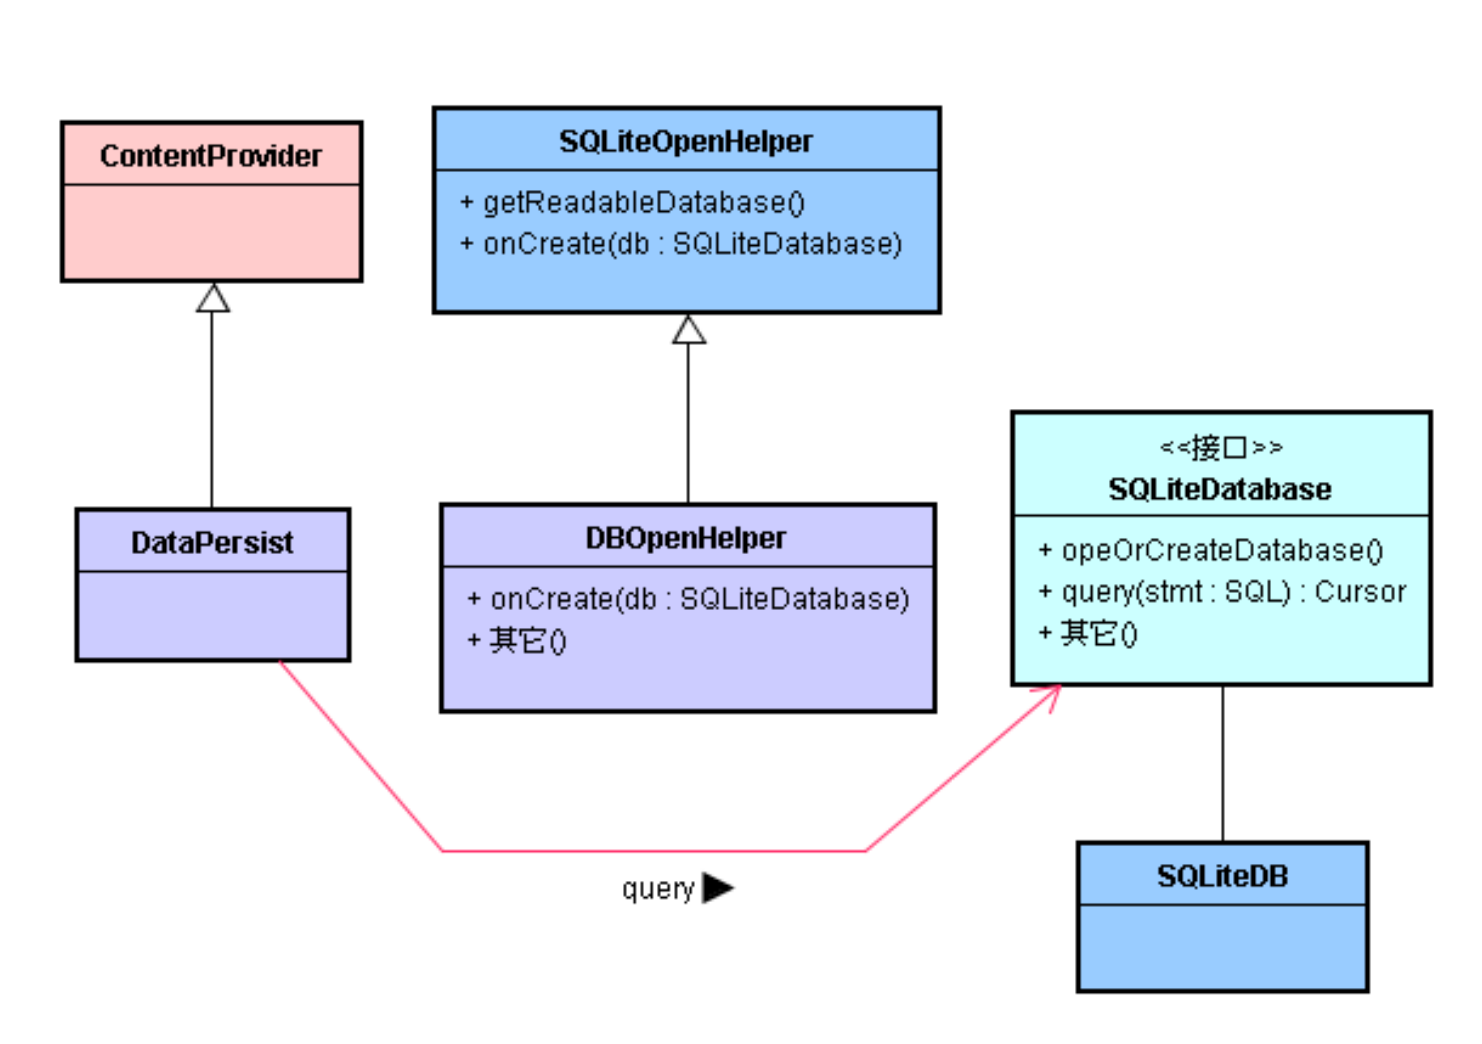 ContentProvider
SQLiteOpenHelper
+ getReadableDatabase()
+ onCreate(db : SQLiteDatabase)
DataPersist
DBOpenHelper
+ onCreate(db : SQLiteDatabase)
+ 其它()
<<接口>>
SQLiteDatabase
+ opeOrCreateDatabase()
+ query(stmt : SQL) : Cursor
+ 其它()
query
SQLiteDB